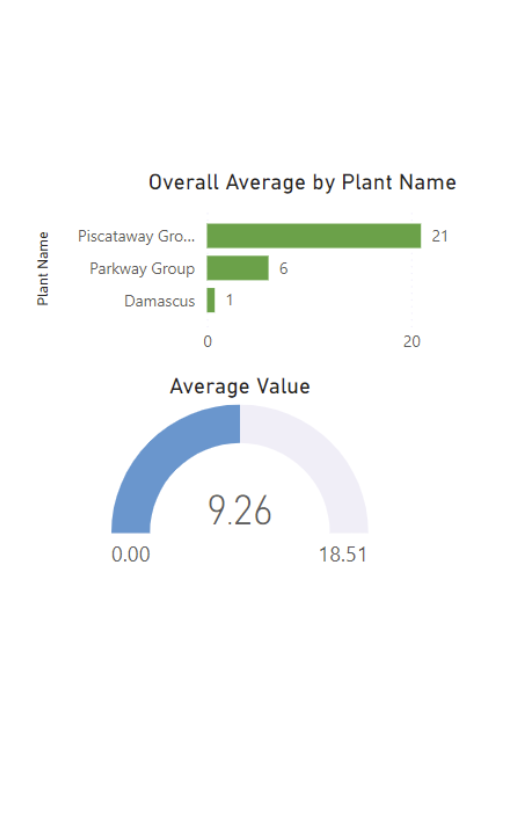 Overall Average by Plant Name
Plant Name
Piscataway Gro... 21
Parkway Group 6
Damascus 1
0 20
Average Value
9.26
0.00 18.51